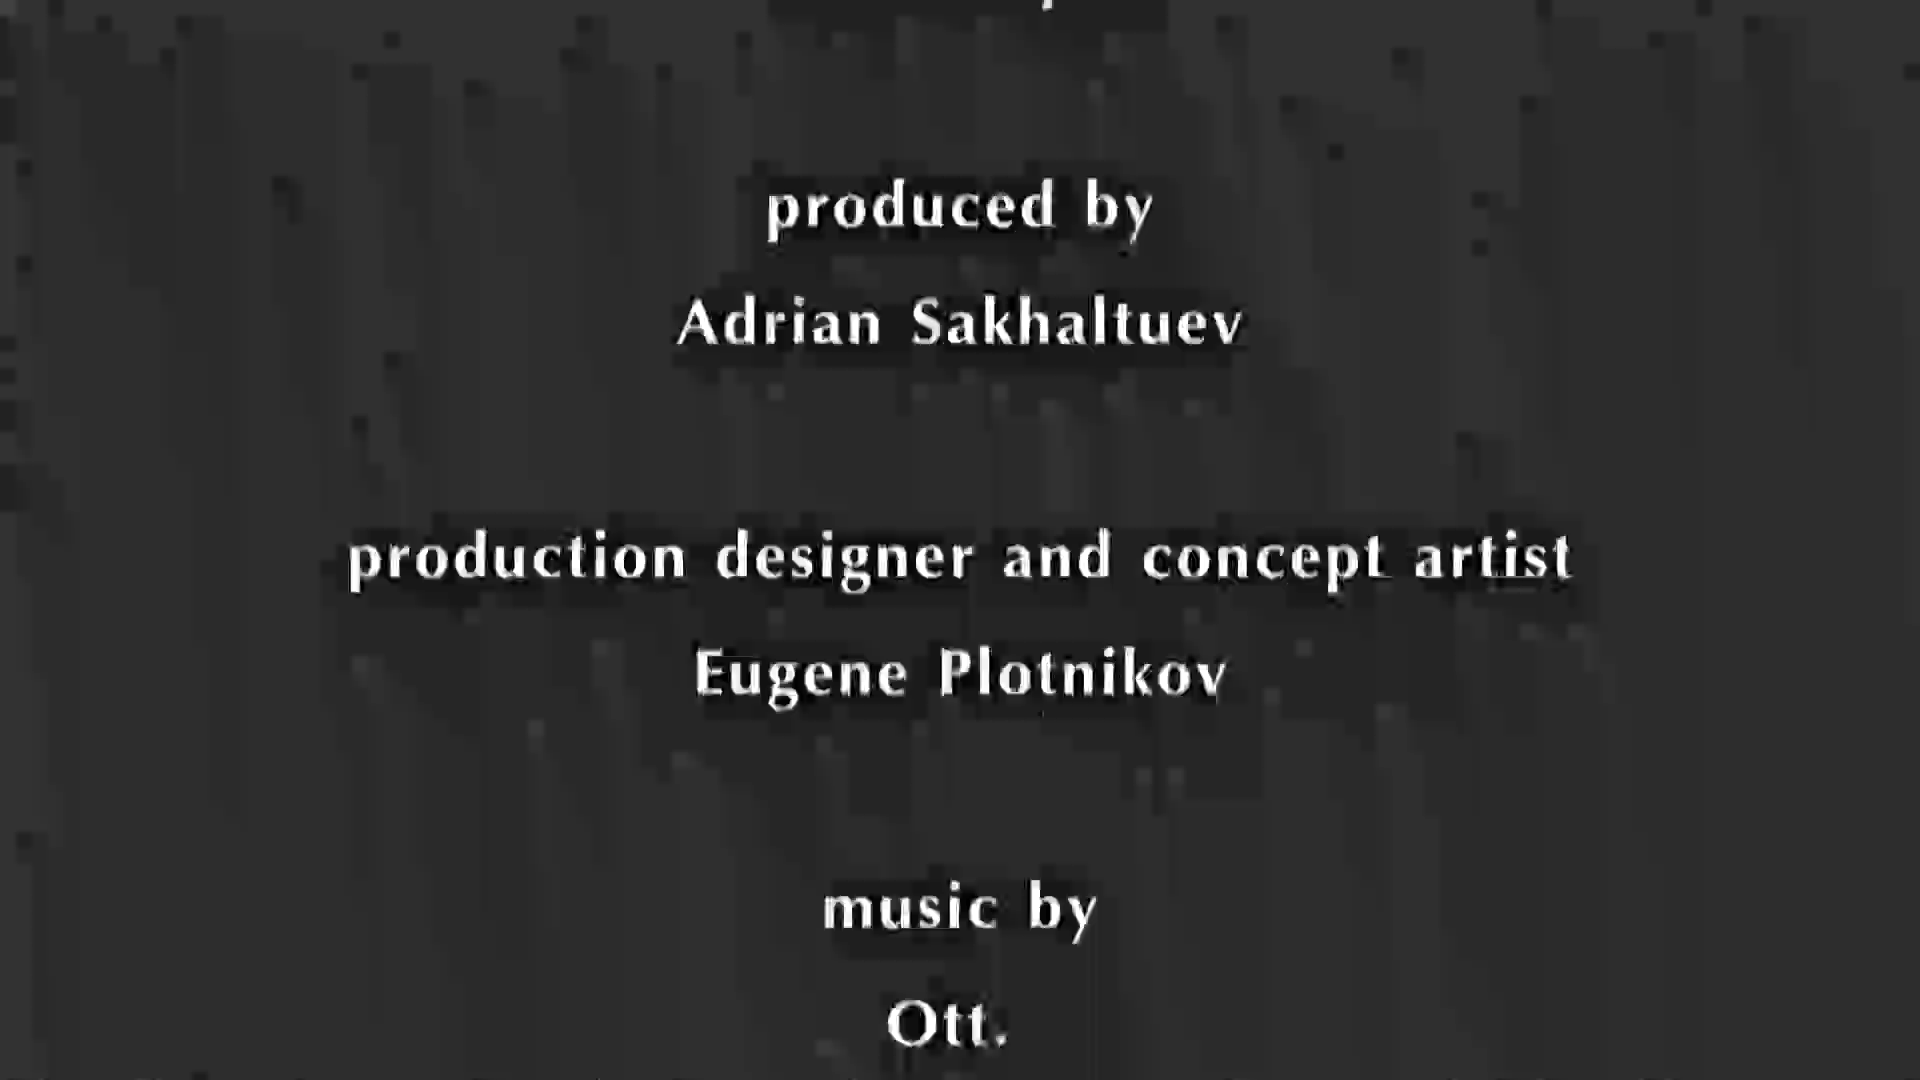 produced by
Adrian Sakhaltuev
production designer and concept artist
Eugene Plotnikov
music by
Ott.